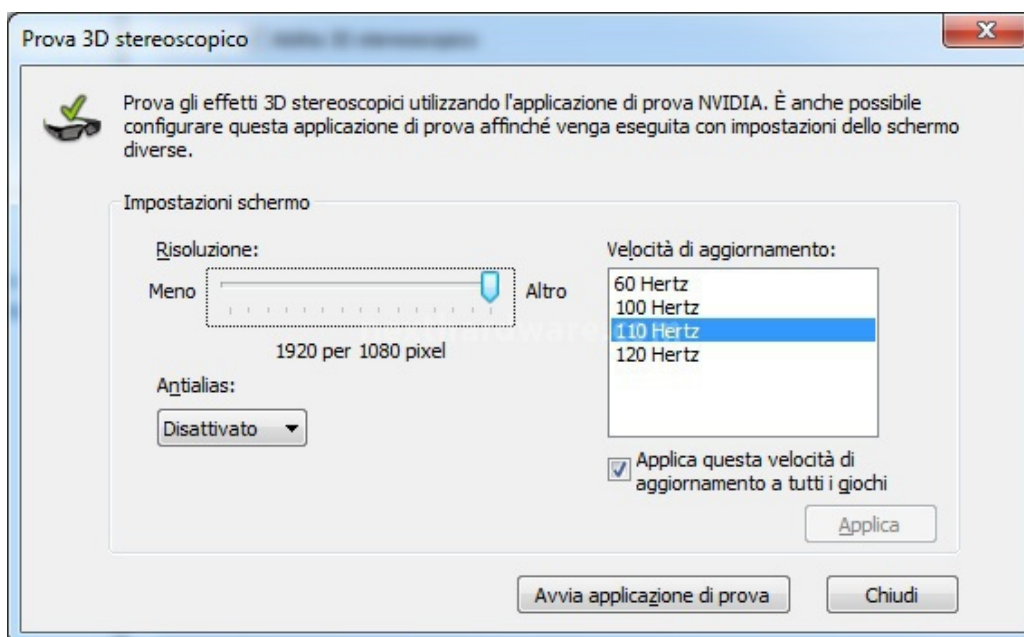 Prova 3D stereoscopico
Prova gli effetti 3D stereoscopici utilizzando l'applicazione di prova NVIDIA. È anche possibile
configurare questa applicazione di prova affinché venga eseguita con impostazioni dello schermo
diverse.
Impostazioni schermo
Risoluzione:
Meno
Altro
1920 per 1080 pixel
Antialias:
Disattivato
Velocità di aggiornamento:
60 Hertz
100 Hertz
110 Hertz
120 Hertz
Applica questa velocità di
aggiornamento a tutti i giochi
Applica
Avvia applicazione di prova
Chiudi